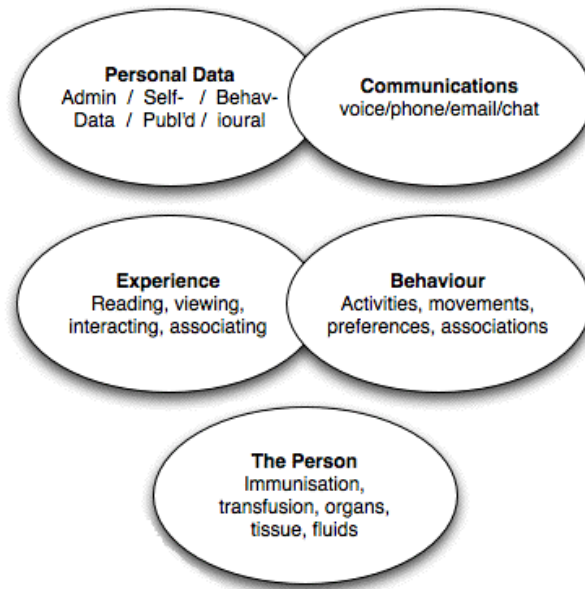 Personal Data
Admin / Self- / Behav-
Data / Publ'd / ioural
Communications
voice/phone/email/chat
Experience
Reading, viewing,
interacting, associating
Behaviour
Activities, movements,
preferences, associations
The Person
Immunisation,
transfusion, organs,
tissue, fluids